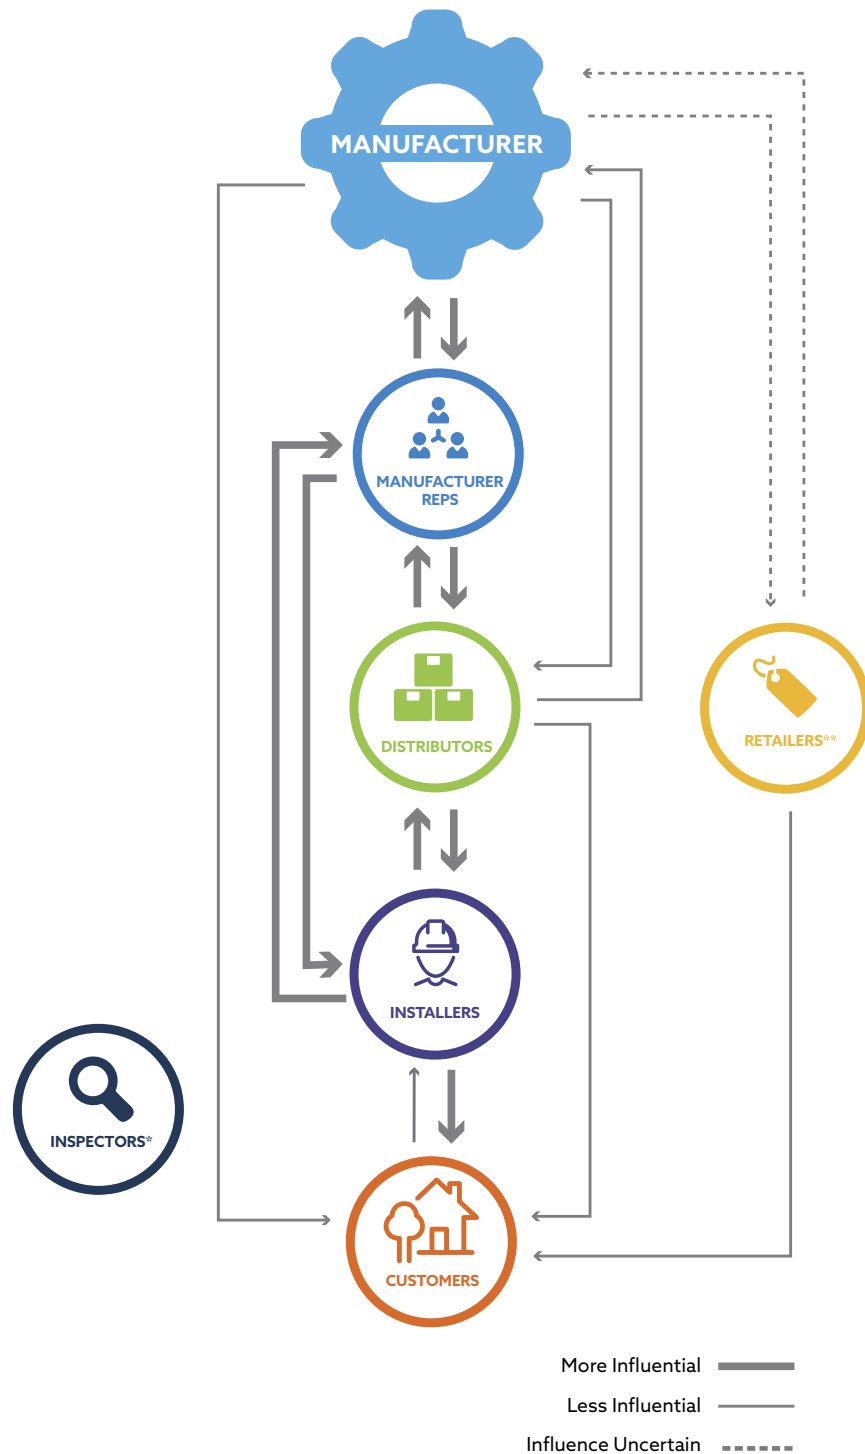 MANUFACTURER
MANUFACTURER
REPS
DISTRIBUTORS
RETAILERS**
INSTALLERS
INSPECTORS*
CUSTOMERS
More Influential
Less Influential
Influence Uncertain